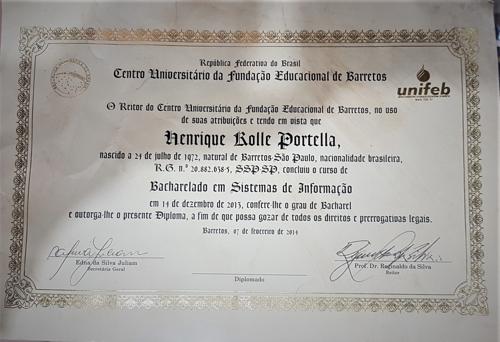 República Federativa do Brasil
Centro Universitário da Fundação Educacional de Barretos
unifeb
O Reitor do Centro Universitário da Fundação Educacional de Barretos, no uso
de suas atribuições e tendo em vista que
Henrique Kolle Portella,
nascido a 24 de julho de 1972, natural de Barretos-São Paulo, nacionalidade brasileira,
R.G. n.º 20.882.038-5, SSP SP, concluiu o curso de
Bacharelado em Sistemas de Informação
em 14 de dezembro de 2013, confere-lhe o grau de Bacharel
e outorga-lhe o presente Diploma, a fim de que possa gozar de todos os direitos e prerrogativas legais.
Barretos, 07 de fevereiro de 2014
Edna da Silva Juliam
Secretária Geral
Prof. Dr. Reginaldo da Silva
Reitor
Diplomado